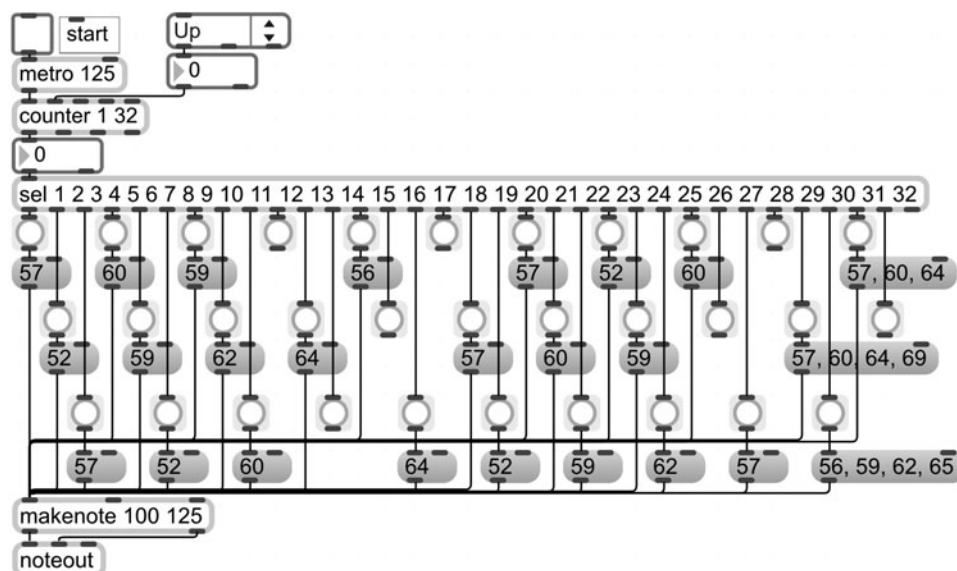 start
Up
metro 125
0
counter 1 32
0
sel 1 2 3 4 5 6 7 8 9 10 11 12 13 14 15 16 17 18 19 20 21 22 23 24 25 26 27 28 29 30 31 32
57 60 59 56 57 52 60 57, 60, 64
52 59 62 64 57 60 59 57, 60, 64, 69
57 52 60 64 52 59 62 57 56, 59, 62, 65
makenote 100 125
noteout